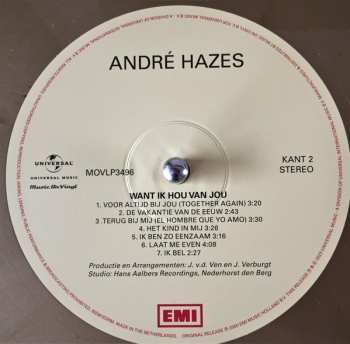 ANDRÉ HAZES
UNIVERSAL
UNIVERSAL MUSIC
Music On Vinyl
MOVLP3496
KANT 2
STEREO
WANT IK HOU VAN JOU
1. VOOR ALTIJD BIJ JOU (TOGETHER AGAIN) 3:20
2. DE VAKANTIE VAN DE EEUW 2:43
3. TERUG BIJ MIJ (EL HOMBRE QUE YO AMO) 3:30
4. HET KIND IN MIJ 3:26
5. IK BEN ZO EENZAAM 3:16
6. LAAT ME EVEN 4:08
7. IK BEL 2:27
Productie en Arrangementen: J. v.d. Ven en J. Verburgt
Studio: Hans Aelbers Recordings, Nederhorst den Berg
EMI